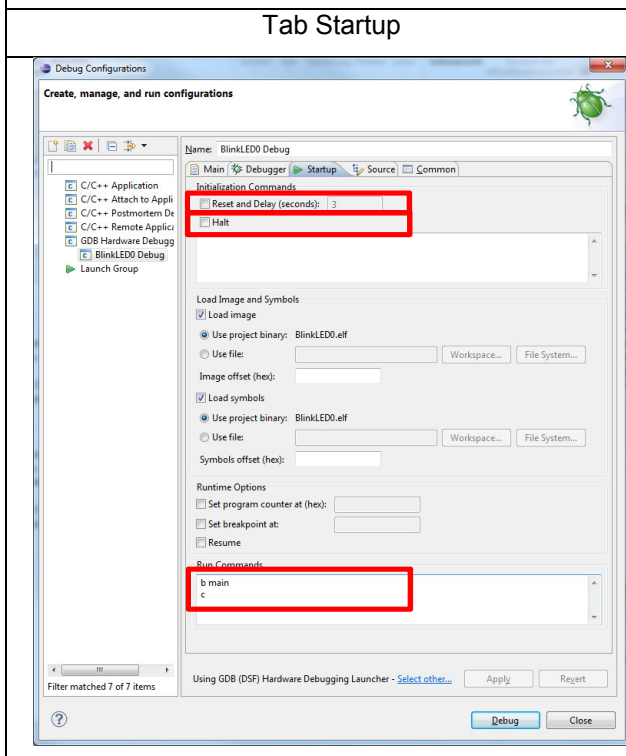 Tab Startup
Debug Configurations
Create, manage, and run configurations
Name: BlinkLED0 Debug
Main Debugger Startup Source Common
C/C++ Application
C/C++ Attach to Appli
C/C++ Postmortem De
C/C++ Remote Applica
GDB Hardware Debugg
BlinkLED0 Debug
Launch Group
Initialization Commands
Reset and Delay (seconds): 3
Halt
Load Image and Symbols
Load image
Use project binary: BlinkLED0.elf
Use file: Workspace... File System...
Image offset (hex):
Load symbols
Use project binary: BlinkLED0.elf
Use file: Workspace... File System...
Symbols offset (hex):
Runtime Options
Set program counter at (hex):
Set breakpoint at:
Resume
Run Commands
b main
c
Filter matched 7 of 7 items
Using GDB (DSF) Hardware Debugging Launcher - Select other... Apply Revert
Debug Close